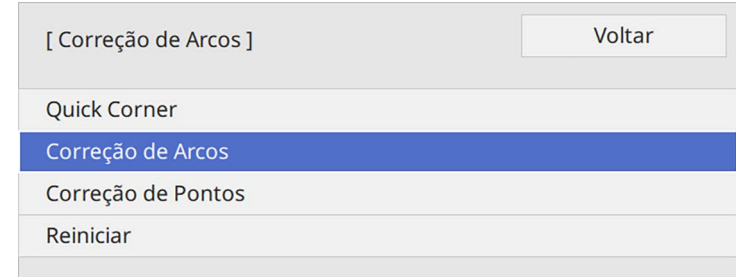 [ Correção de Arcos ]
Voltar
Quick Corner
Correção de Arcos
Correção de Pontos
Reiniciar